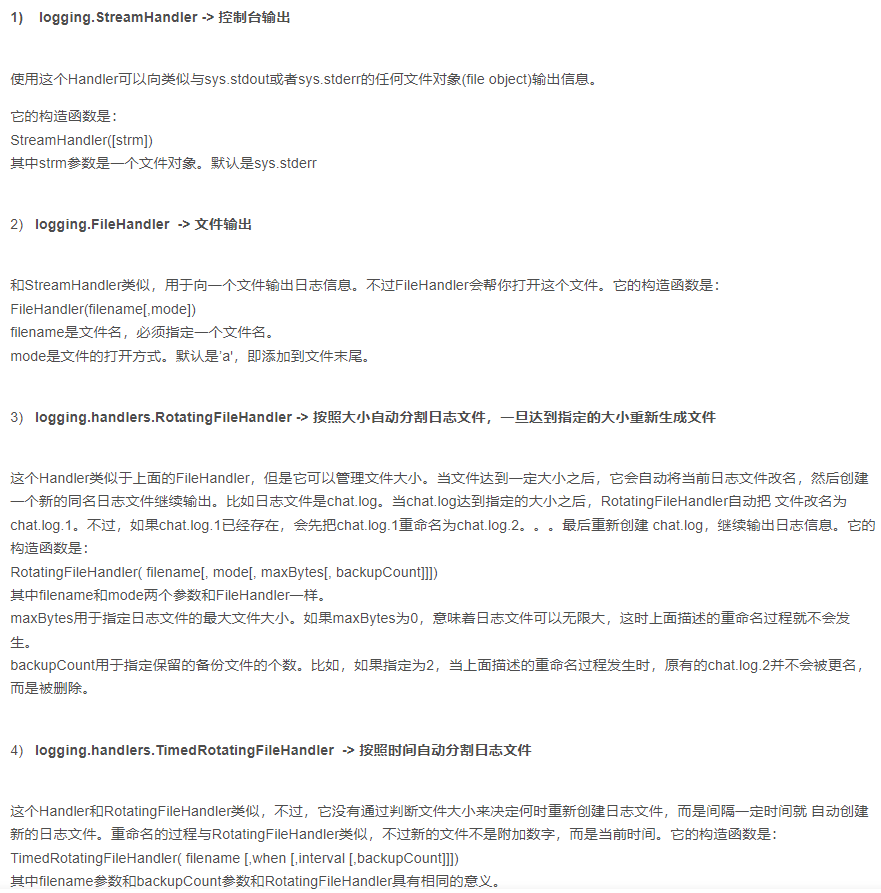 1)    logging.StreamHandler -> 控制台输出
使用这个Handler可以向类似与sys.stdout或者sys.stderr的任何文件对象(file object)输出信息。
它的构造函数是：
StreamHandler([strm])
其中strm参数是一个文件对象。默认是sys.stderr
2）  logging.FileHandler  -> 文件输出
和StreamHandler类似，用于向一个文件输出日志信息。不过FileHandler会帮你打开这个文件。它的构造函数是：
FileHandler(filename[,mode])
filename是文件名，必须指定一个文件名。
mode是文件的打开方式。默认是'a'，即添加到文件末尾。
3）  logging.handlers.RotatingFileHandler -> 按照大小自动分割日志文件，一旦达到指定的大小重新生成文件
这个Handler类似于上面的FileHandler，但是它可以管理文件大小。当文件达到一定大小之后，它会自动将当前日志文件改名，然后创建
一个新的同名日志文件继续输出。比如日志文件是chat.log。当chat.log达到指定的大小之后，RotatingFileHandler自动把 文件改名为
chat.log.1。不过，如果chat.log.1已经存在，会先把chat.log.1重命名为chat.log.2。。。最后重新创建 chat.log，继续输出日志信息。它的
构造函数是：
RotatingFileHandler( filename[, mode[, maxBytes[, backupCount]]])
其中filename和mode两个参数和FileHandler一样。
maxBytes用于指定日志文件的最大文件大小。如果maxBytes为0，意味着日志文件可以无限大，这时上面描述的重命名过程就不会发
生。
backupCount用于指定保留的备份文件的个数。比如，如果指定为2，当上面描述的重命名过程发生时，原有的chat.log.2并不会被更名，
而是被删除。
4）  logging.handlers.TimedRotatingFileHandler  -> 按照时间自动分割日志文件
这个Handler和RotatingFileHandler类似，不过，它没有通过判断文件大小来决定何时重新创建日志文件，而是间隔一定时间就 自动创建
新的日志文件。重命名的过程与RotatingFileHandler类似，不过新的文件不是附加数字，而是当前时间。它的构造函数是：
TimedRotatingFileHandler( filename [,when [,interval [,backupCount]]])
其中filename参数和backupCount参数和RotatingFileHandler具有相同的意义。